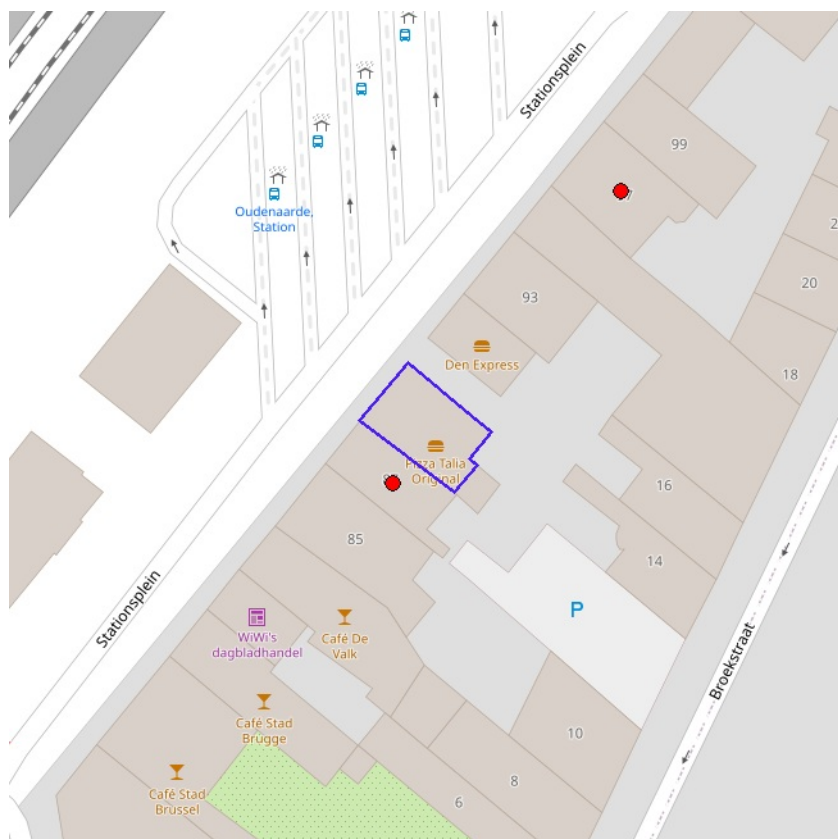 Stationsplein
99
Oudenaarde,
Station
20
93
Den Express
18
Pizza Talia
Original
16
85
14
Stationsplein
P
WiWi's
dagbladhandel
Café De
Valk
Broekstraat
Café Stad
Brugge
10
Café Stad
Brussel
8
6